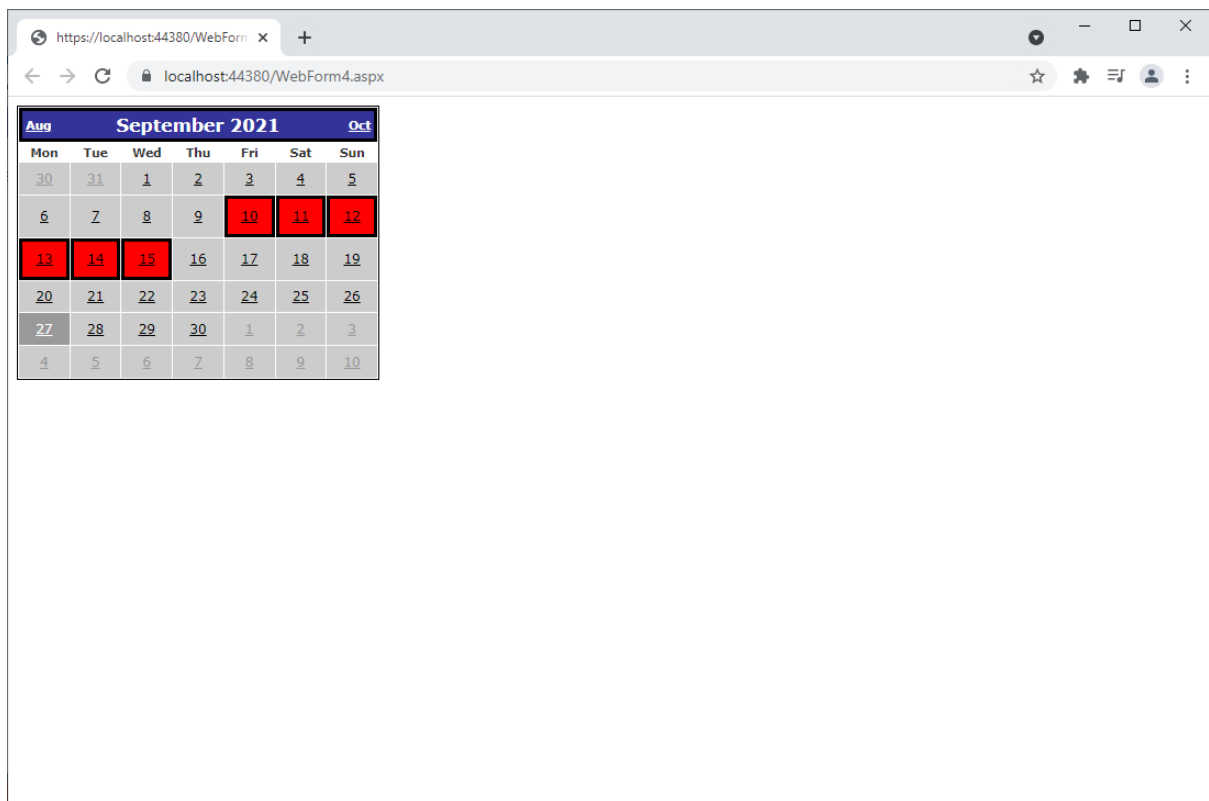 https://localhost:44380/WebForm
localhost:44380/WebForm4.aspx
Aug September 2021 Oct
Mon Tue Wed Thu Fri Sat Sun
30 31 1 2 3 4 5
6 7 8 9 10 11 12
13 14 15 16 17 18 19
20 21 22 23 24 25 26
27 28 29 30 1 2 3
4 5 6 7 8 9 10